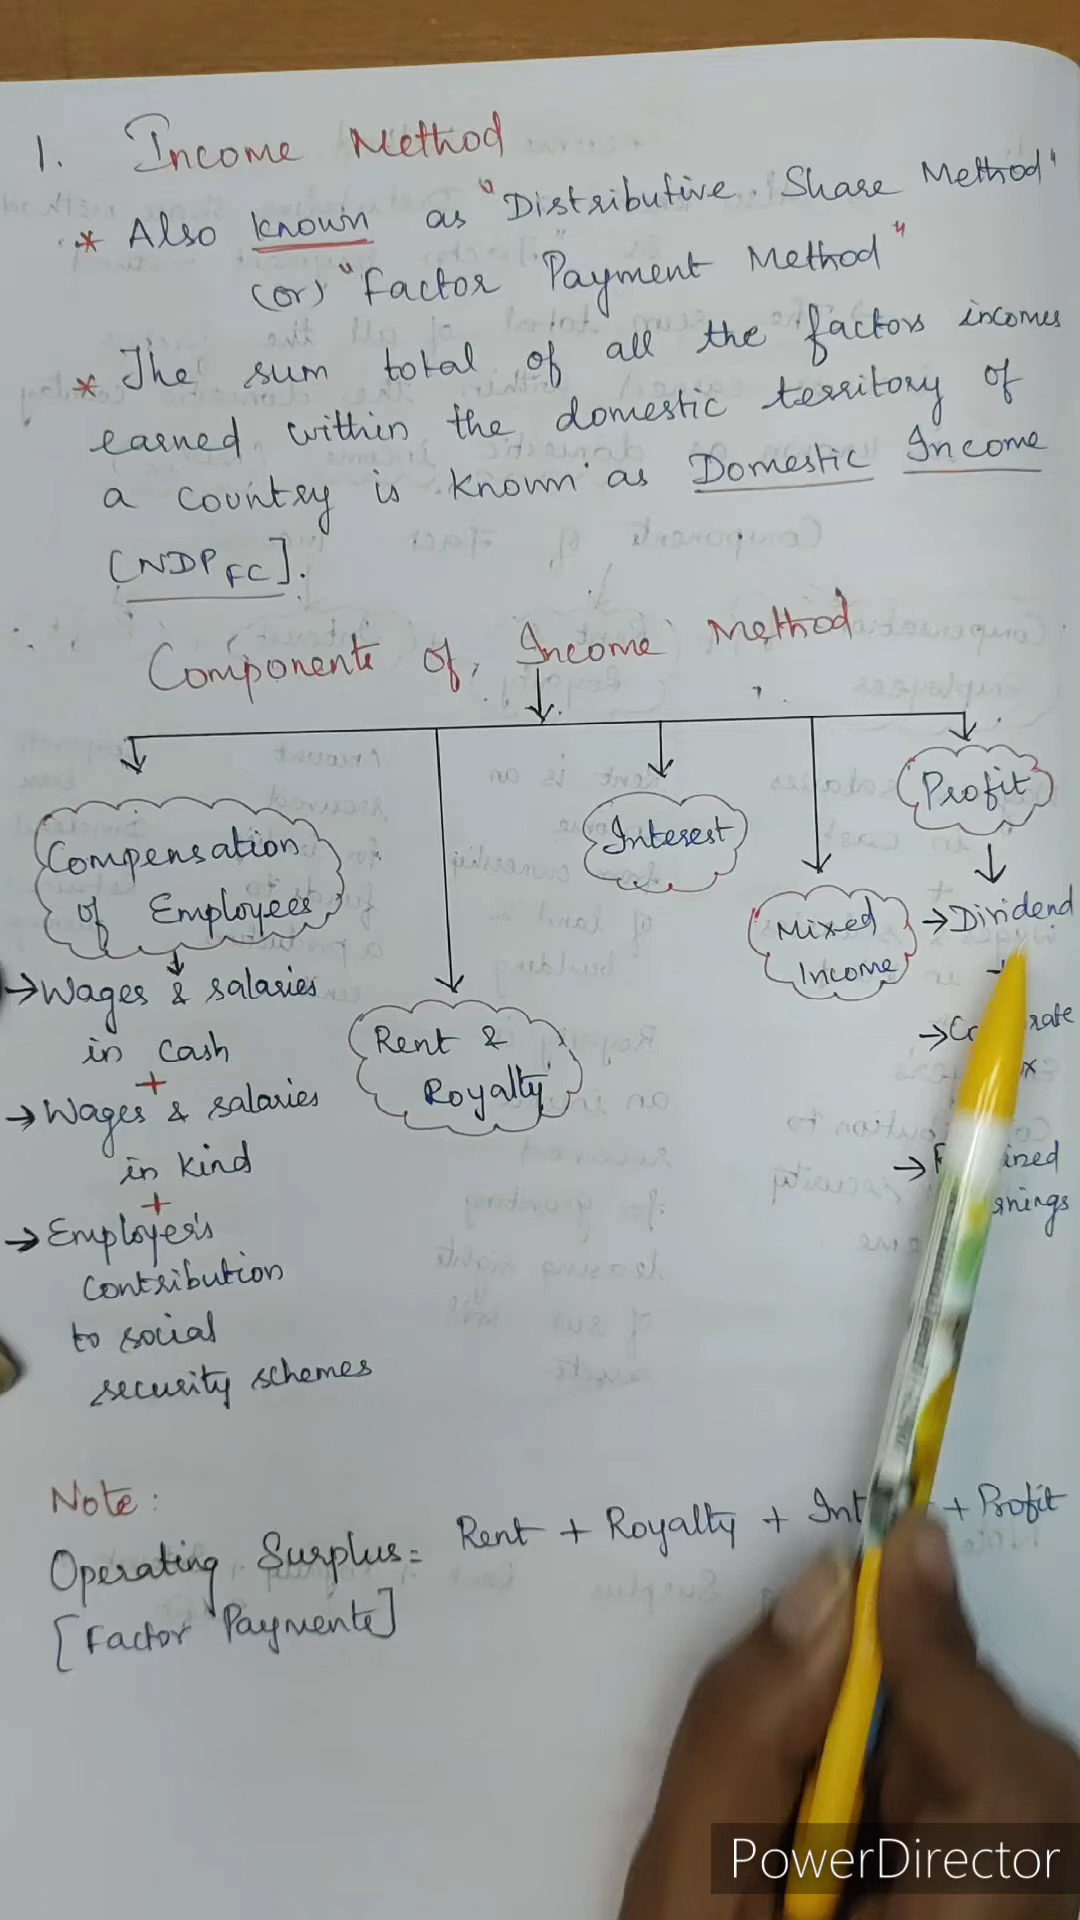 1. Income Method
* Also known as "Distributive Share Method"
(or) "Factor Payment Method"
* The sum total of all the factors incomes
earned within the domestic territory of
a country is known as Domestic Income
[NDP FC].
Components of Income Method
Compensation
of Employees
→ Wages & salaries
in cash
+
→ Wages & salaries
in kind
+
→ Employer's
contribution
to social
security schemes
Rent &
Royalty
Interest
Mixed
Income
Profit
→ Dividend
→
→
Note:
Operating Surplus = Rent + Royalty + + Profit
[Factor Payments]
PowerDirector